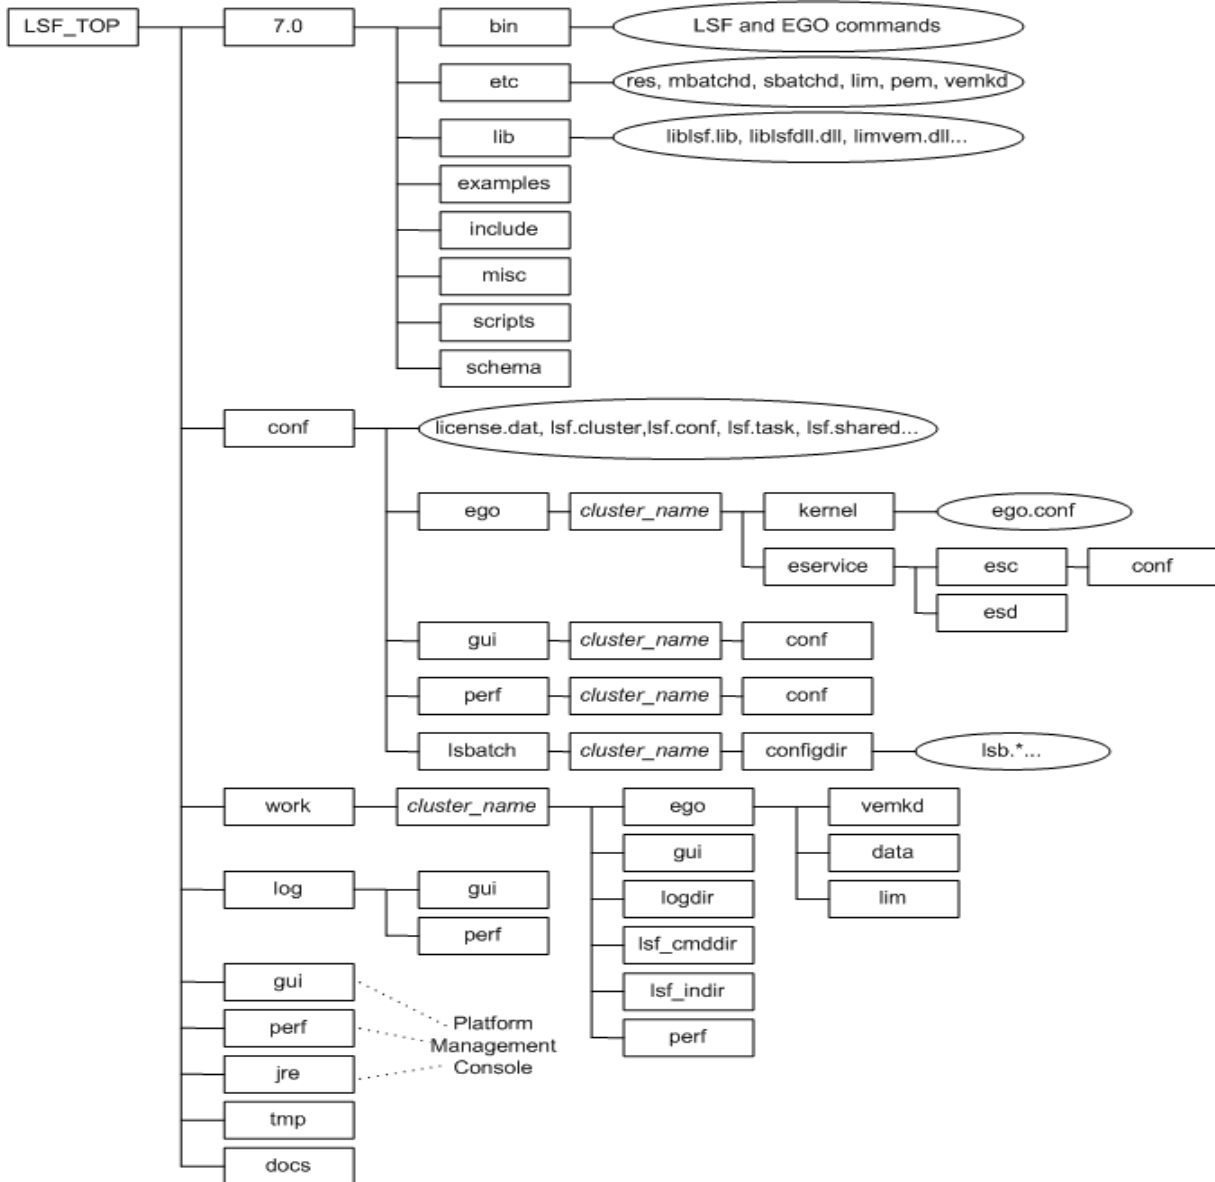 LSF_TOP
7.0
bin
LSF and EGO commands
etc
res, mbatchd, sbatchd, lim, pem, vemkd
lib
liblsf.lib, liblsfdll.dll, limvem.dll...
examples
include
misc
scripts
schema
conf
license.dat, lsf.cluster,lsf.conf, lsf.task, lsf.shared...
ego
cluster_name
kernel
ego.conf
eservice
esc
conf
esd
gui
cluster_name
conf
perf
cluster_name
conf
lsbatch
cluster_name
configdir
lsb.*...
work
cluster_name
ego
vemkd
gui
data
logdir
lim
lsf_cmddir
lsf_indir
perf
log
gui
perf
gui
perf
jre
Platform
Management
Console
tmp
docs